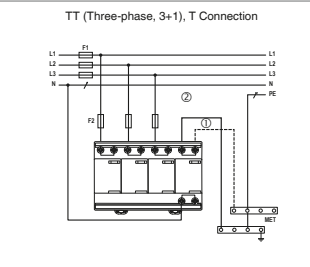 TT (Three-phase, 3+1), T Connection
F1
L1 L1
L2 L2
L3 L3
N N
PE
②
F2 ①
MET